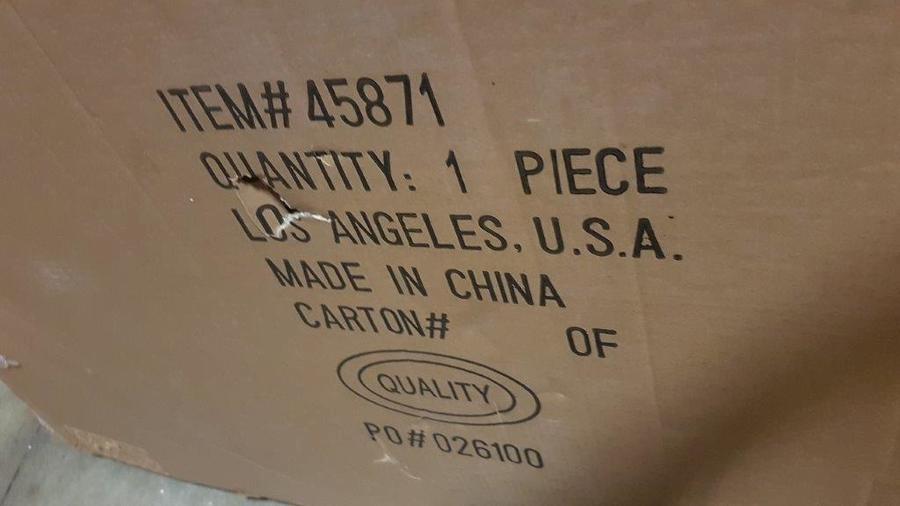 ITEM# 45871
QUANTITY: 1 PIECE
LOS ANGELES, U.S.A.
MADE IN CHINA
CARTON# OF
QUALITY
PO# 026100